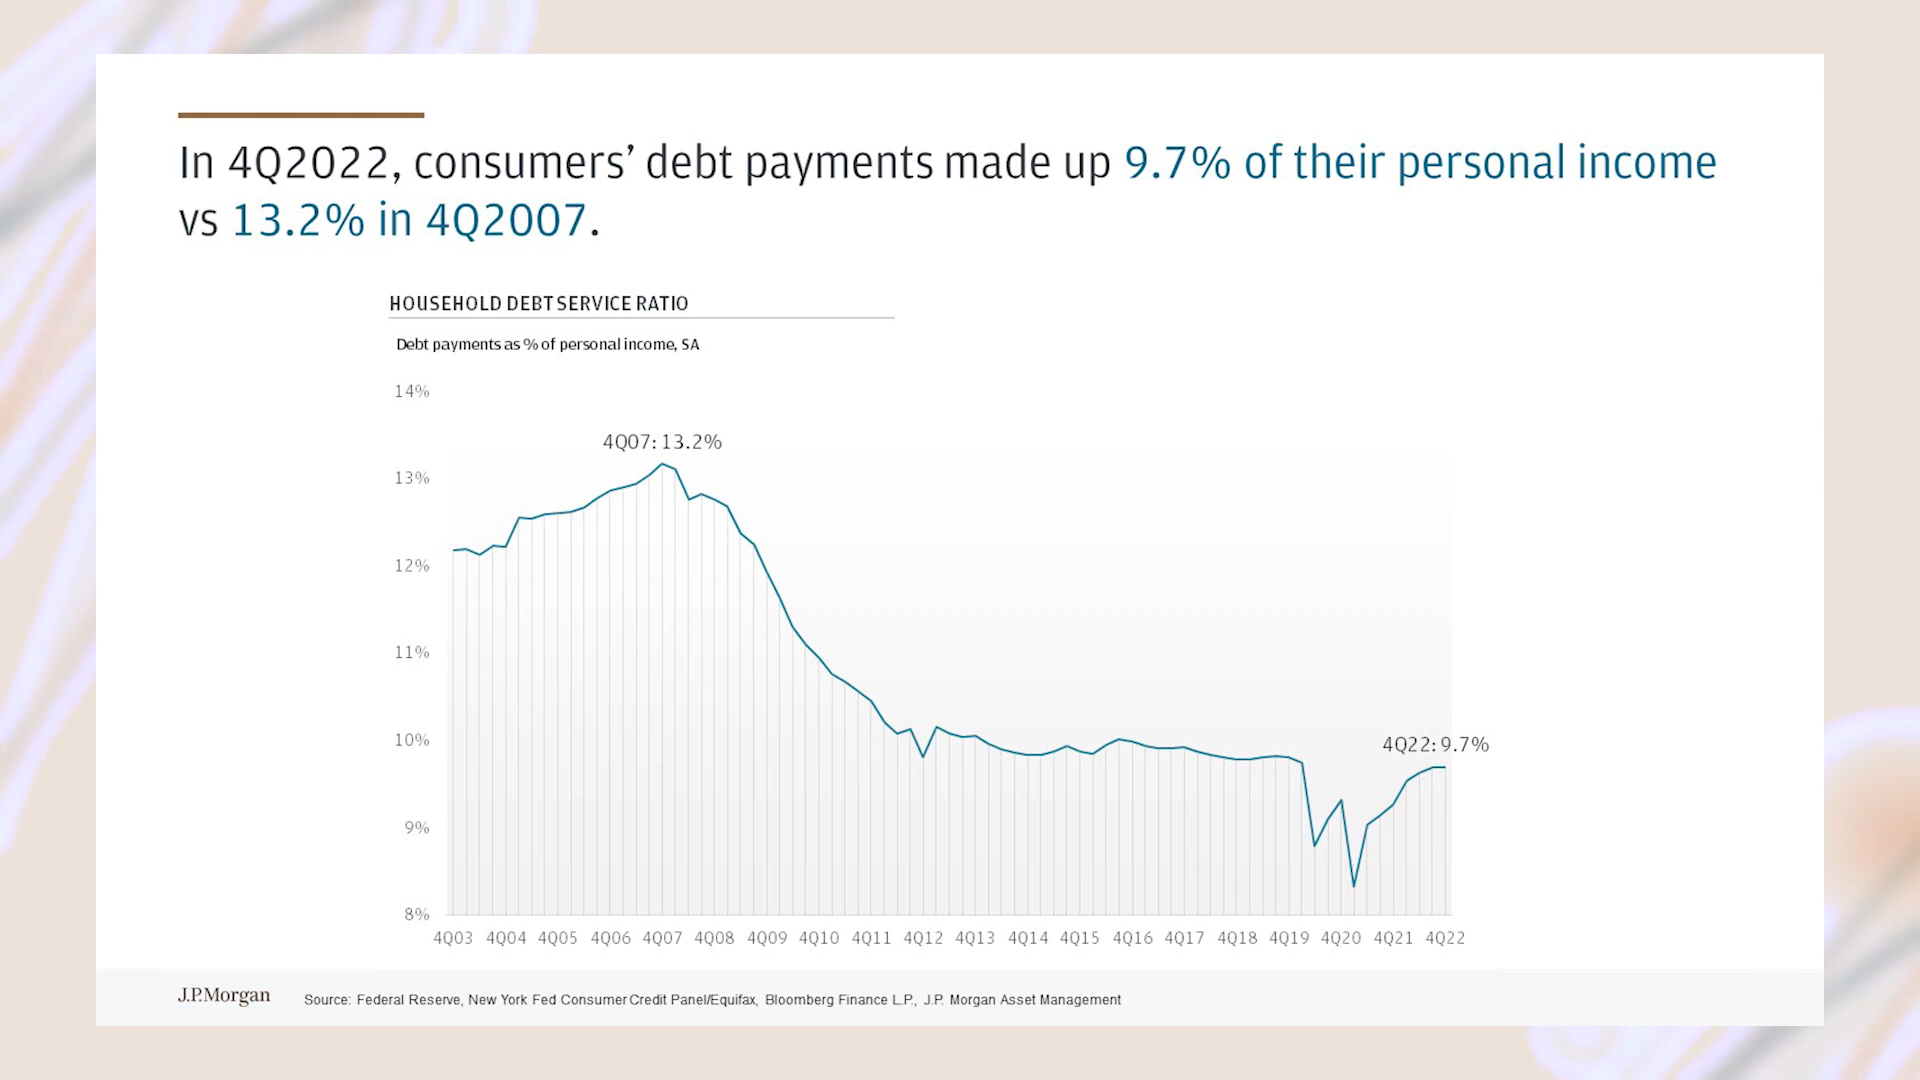 In 4Q2022, consumers’ debt payments made up 9.7% of their personal income
vs 13.2% in 4Q2007.
HOUSEHOLD DEBT SERVICE RATIO
Debt payments as % of personal income, SA
14%
4Q07: 13.2%
13%
12%
11%
10%
4Q22: 9.7%
9%
8%
4Q03 4Q04 4Q05 4Q06 4Q07 4Q08 4Q09 4Q10 4Q11 4Q12 4Q13 4Q14 4Q15 4Q16 4Q17 4Q18 4Q19 4Q20 4Q21 4Q22
J.P.Morgan Source: Federal Reserve, New York Fed Consumer Credit Panel/Equifax, Bloomberg Finance L.P., J.P. Morgan Asset Management